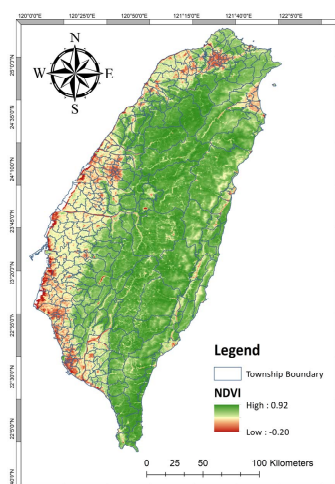 120°0'0"E 120°25'0"E 120°50'0"E 121°15'0"E 121°40'0"E 122°5'0"E
N
W E
S
25°0'0"N
24°35'0"N
24°10'0"N
23°45'0"N
23°20'0"N
22°55'0"N
22°30'0"N
22°5'0"N
Legend
Township Boundary
NDVI
High : 0.92
Low : -0.20
0 25 50 100 Kilometers